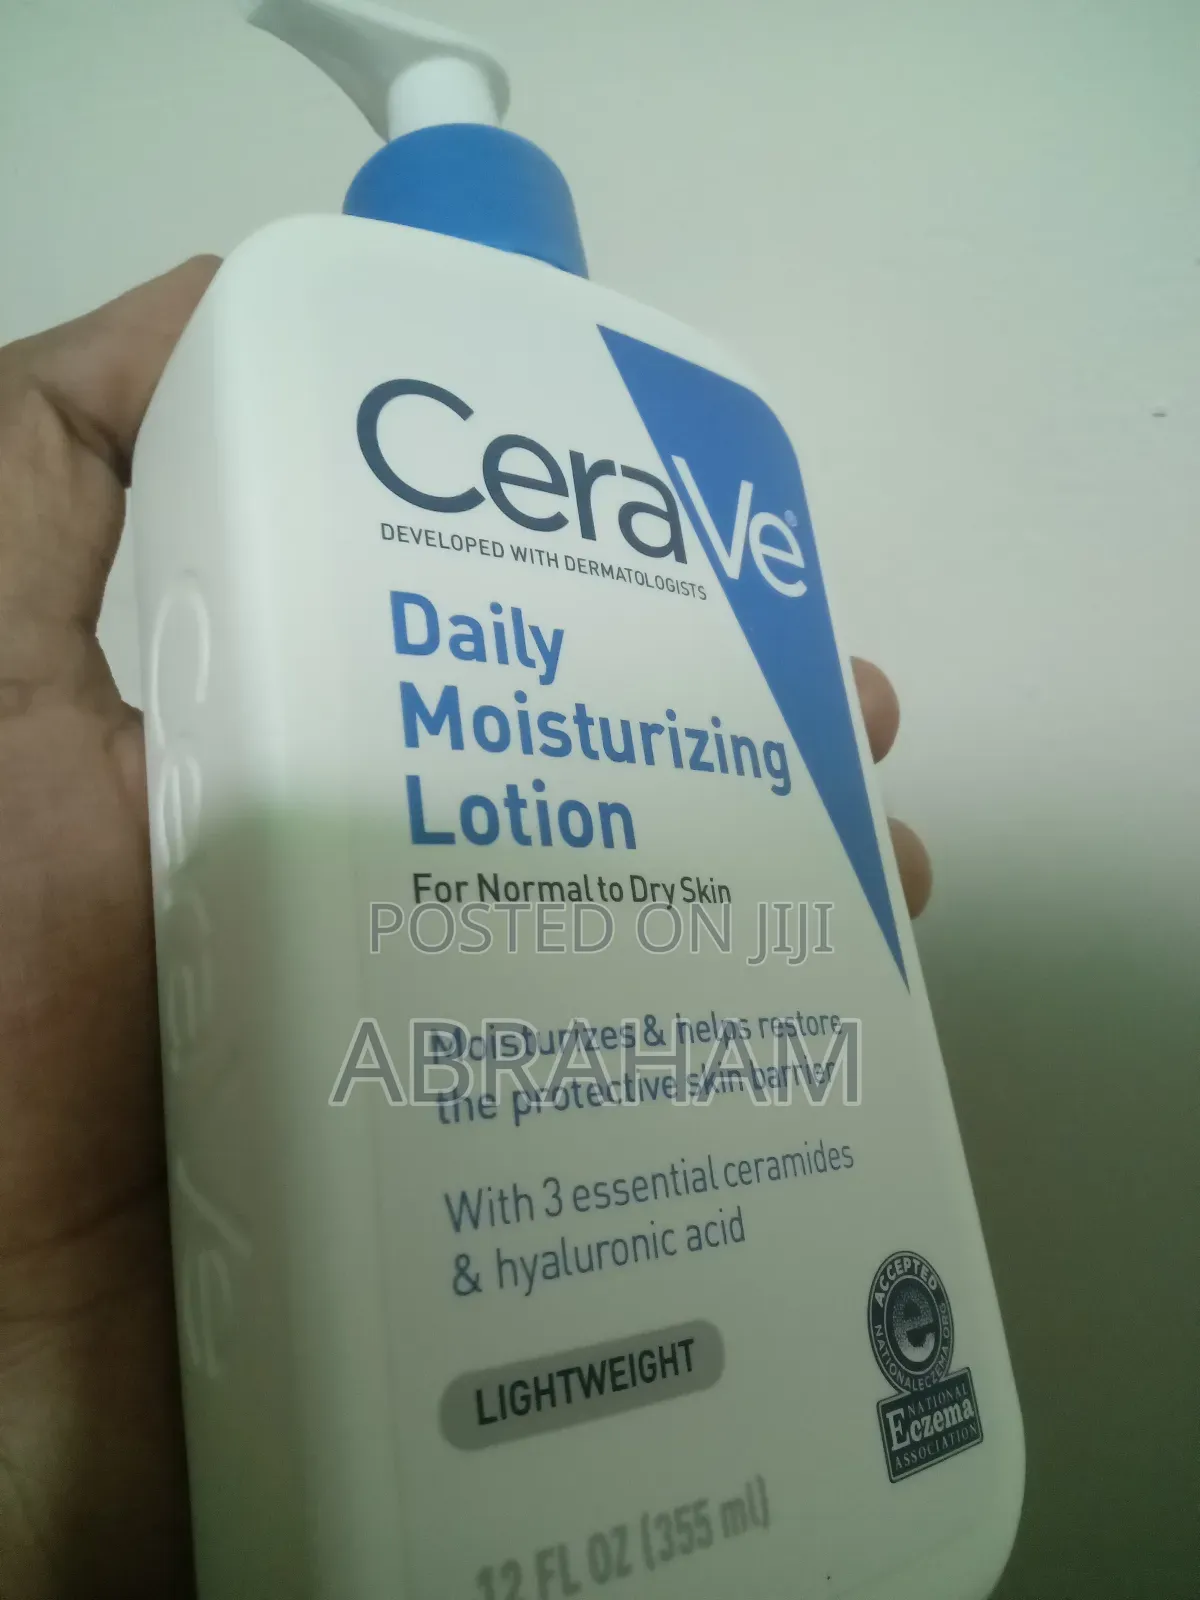 CeraVe®
DEVELOPED WITH DERMATOLOGISTS
Daily
Moisturizing
Lotion
For Normal to Dry Skin
POSTED ON JIJI
Moisturizes & helps restore
ABRAHAM
the protective skin barrier
With 3 essential ceramides
& hyaluronic acid
LIGHTWEIGHT
ACCEPTED
e
NATIONALECZEMA.ORG
NATIONAL
Eczema
ASSOCIATION
12 FL OZ (355 ml)
CeraVe